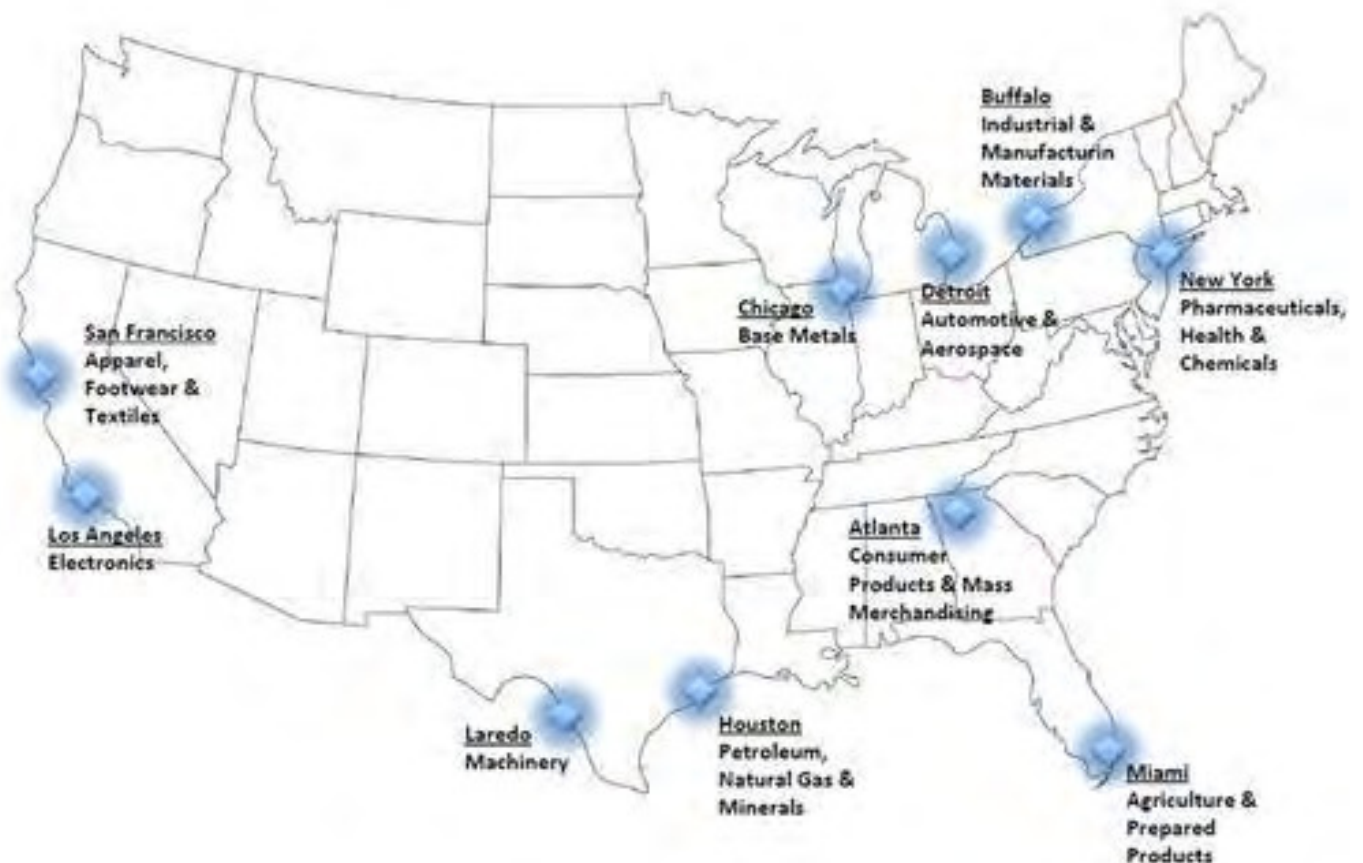 Buffalo
Industrial &
Manufacturin
Materials
New York
Pharmaceuticals,
Health &
Chemicals
Detroit
Automotive &
Aerospace
Chicago
Base Metals
San Francisco
Apparel,
Footwear &
Textiles
Los Angeles
Electronics
Atlanta
Consumer
Products & Mass
Merchandising
Laredo
Machinery
Houston
Petroleum,
Natural Gas &
Minerals
Miami
Agriculture &
Prepared
Products